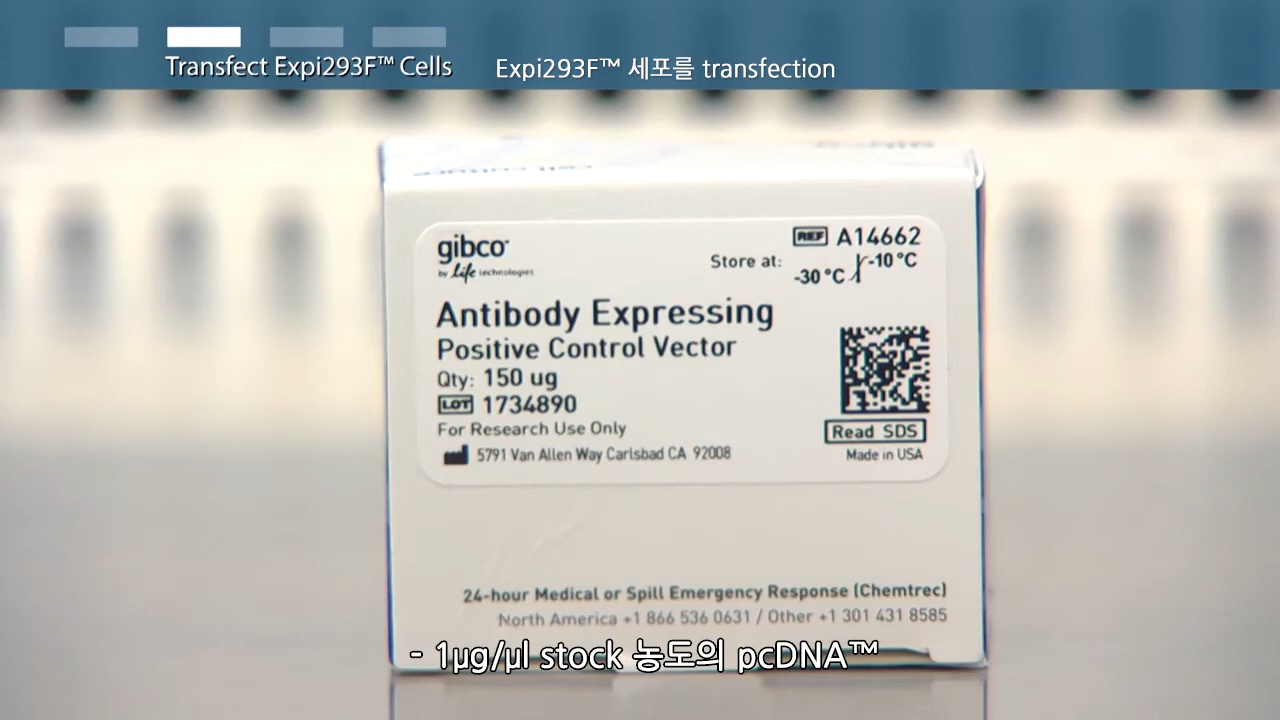 Transfect Expi293F™ Cells
Expi293F™ 세포를 transfection
gibco
by life technologies
REF A14662
Store at: -30 °C -10 °C
Antibody Expressing
Positive Control Vector
Qty: 150 ug
LOT 1734890
For Research Use Only
Read SDS
5791 Van Allen Way Carlsbad CA 92008
Made in USA
24-hour Medical or Spill Emergency Response (Chemtrec)
North America +1 866 536 0631 / Other +1 301 431 8585
- 1µg/µl stock 농도의 pcDNA™